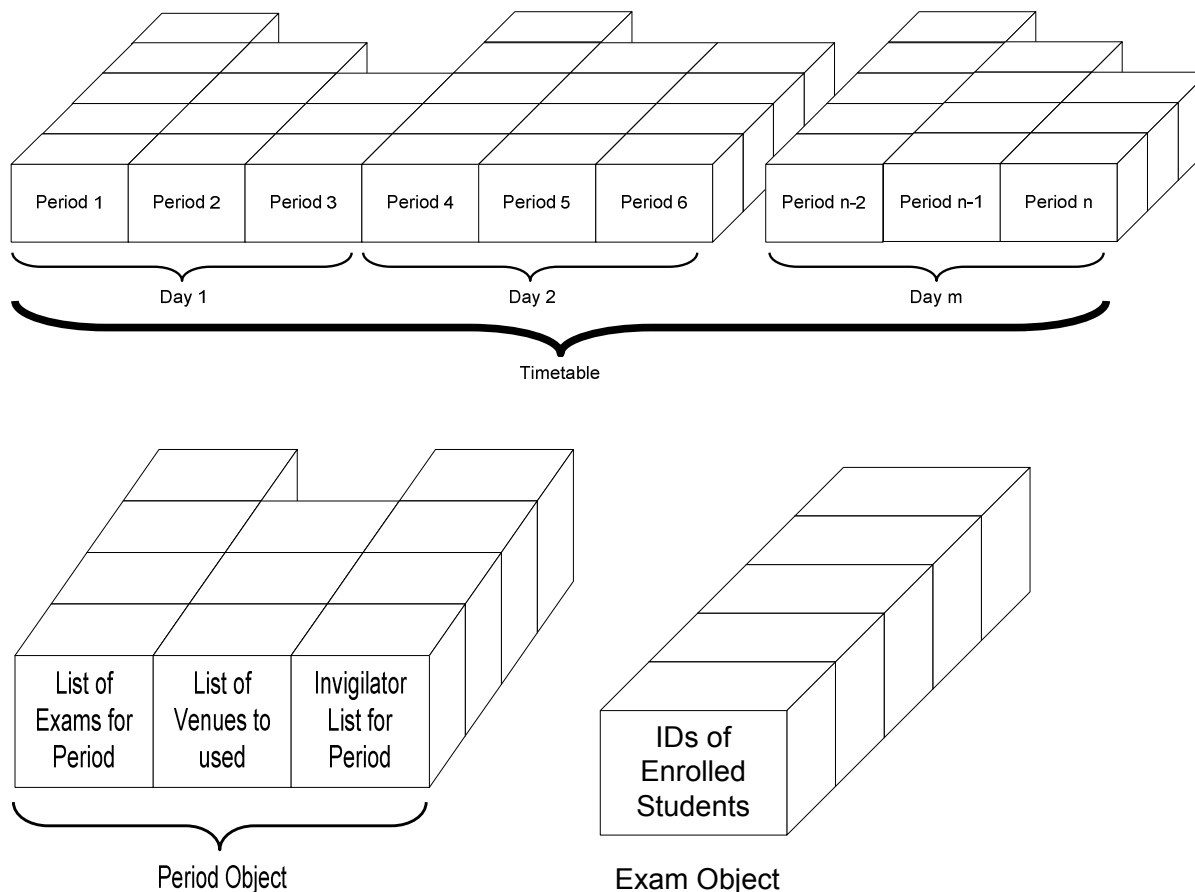 Period 1 Period 2 Period 3 Period 4 Period 5 Period 6 Period n-2 Period n-1 Period n
Day 1 Day 2 Day m
Timetable
List of
Exams for
Period
List of
Venues to
used
Invigilator
List for
Period
Period Object
IDs of
Enrolled
Students
Exam Object